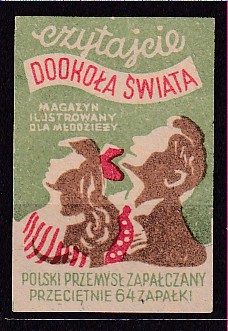 czytajcie
DOOKOŁA ŚWIATA
MAGAZYN
ILUSTROWANY
DLA MŁODZIEŻY
POLSKI PRZEMYSŁ ZAPAŁCZANY
PRZECIĘTNIE 64 ZAPAŁKI